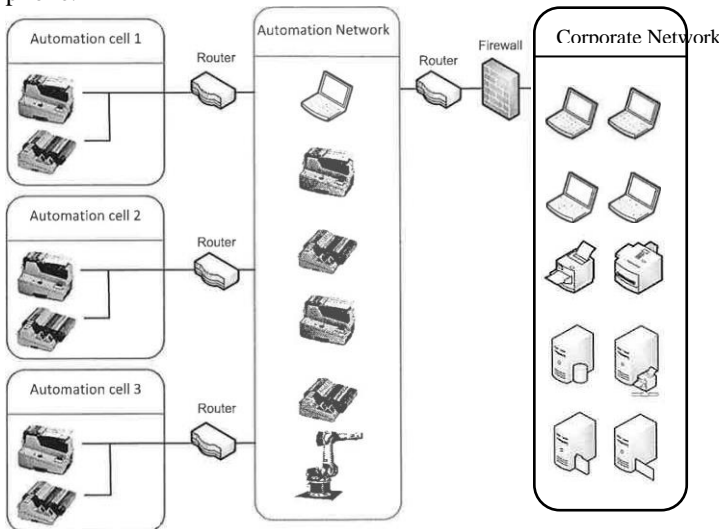 Automation cell 1
Router
Automation Network
Router
Firewall
Corporate Network
Automation cell 2
Router
Automation cell 3
Router